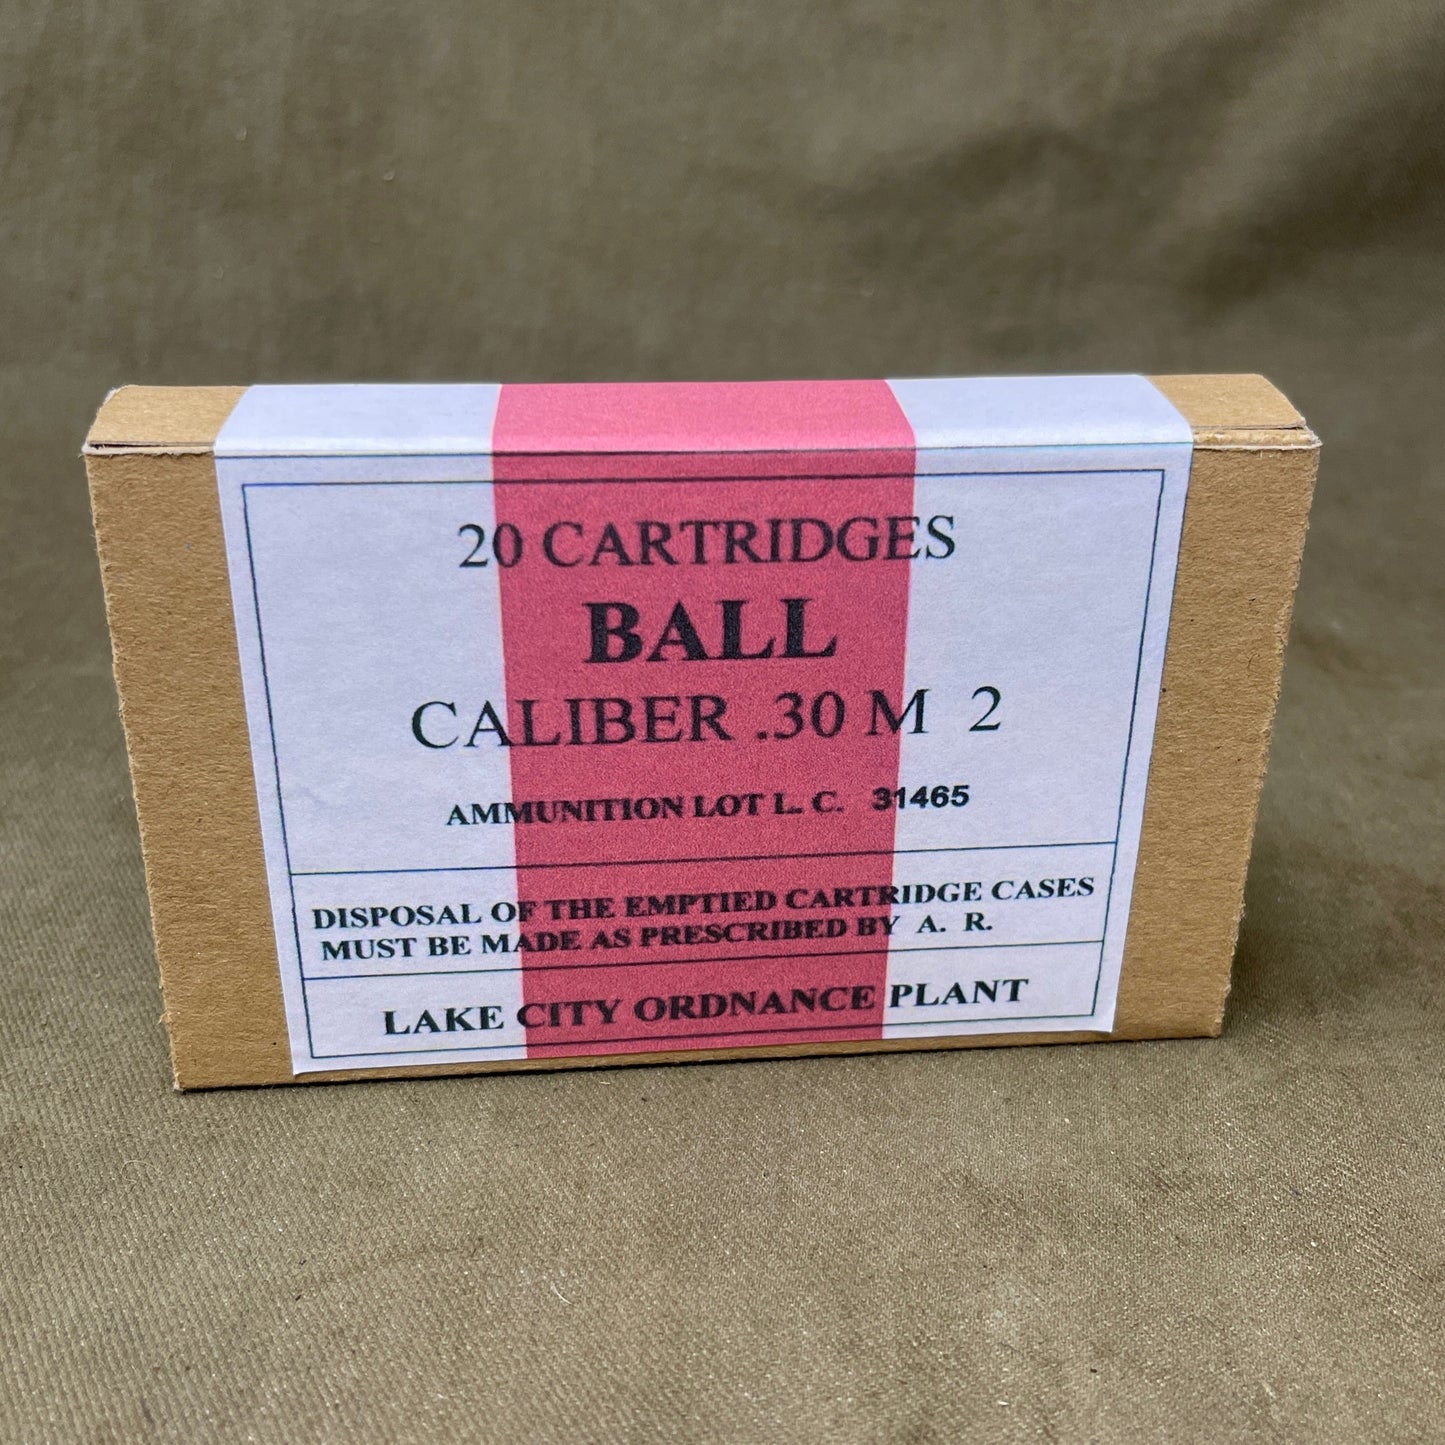 20 CARTRIDGES
BALL
CALIBER .30 M 2
AMMUNITION LOT L. C. 31465
DISPOSAL OF THE EMPTIED CARTRIDGE CASES
MUST BE MADE AS PRESCRIBED BY A. R.
LAKE CITY ORDNANCE PLANT